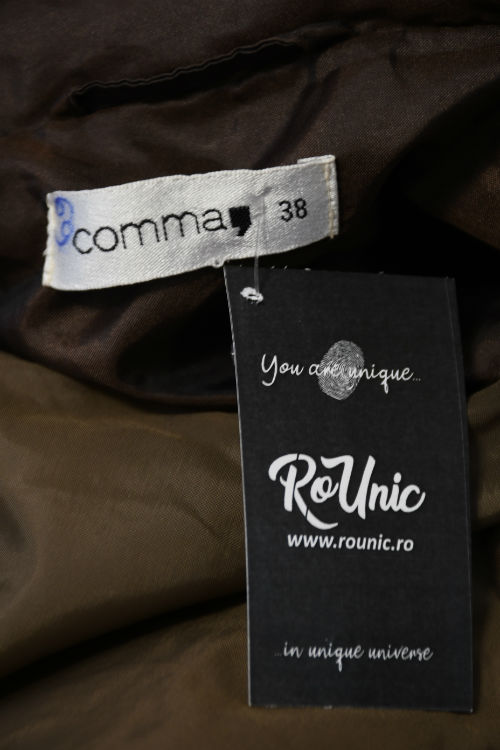 comma, 38
You are unique...
RoUnic
www.rounic.ro
...in unique universe